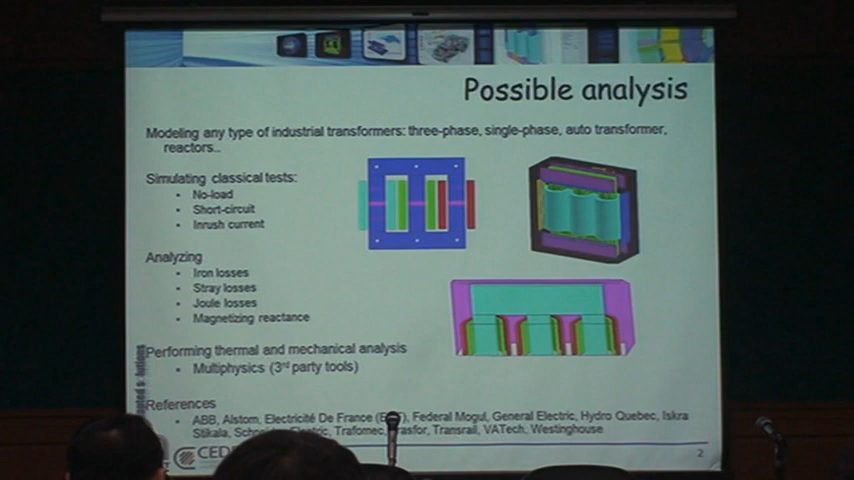 Possible analysis
Modeling any type of industrial transformers: three-phase, single-phase, auto transformer,
reactors...
Simulating classical tests:
• No-load
• Short-circuit
• Inrush current
Analyzing
• Iron losses
• Stray losses
• Joule losses
• Magnetizing reactance
Performing thermal and mechanical analysis
• Multiphysics (3rd party tools)
References
• ABB, Alstom, Electricité De France, Federal Mogul, General Electric, Hydro Quebec, Iskra
Stikala, Trafomec, Transrail, VATech, Westinghouse
2